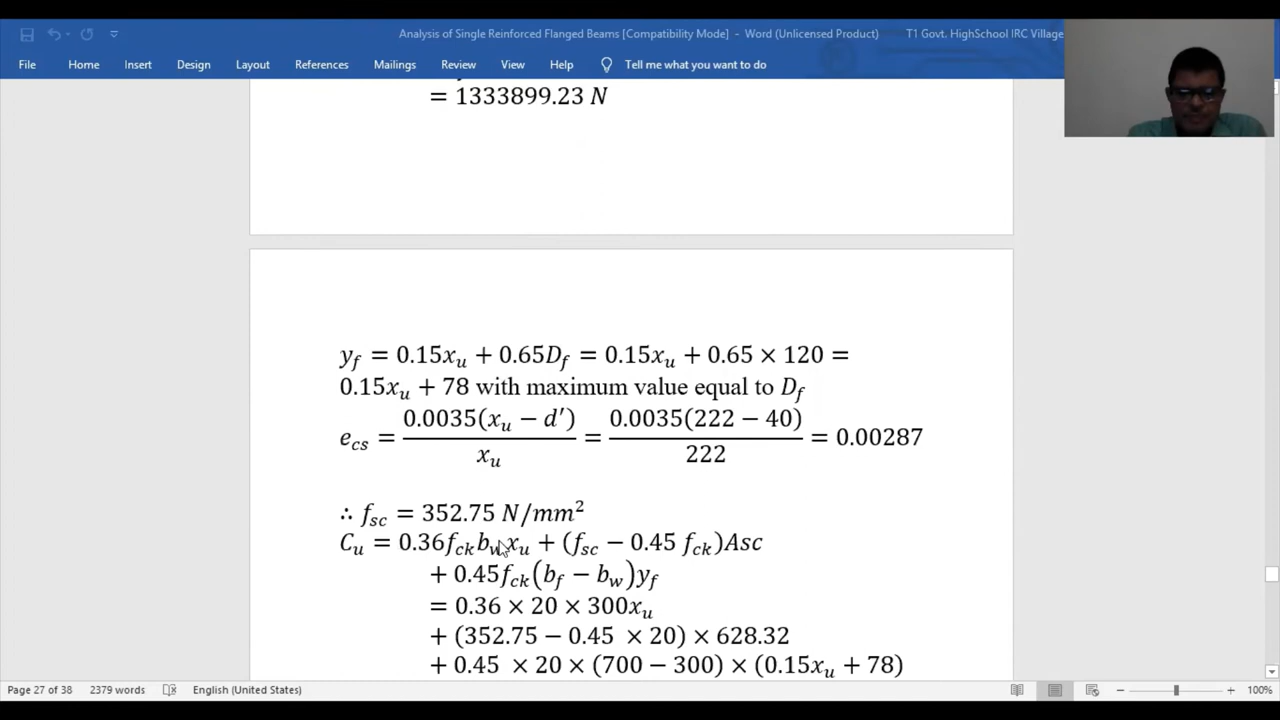 Analysis of Single Reinforced Flanged Beams [Compatibility Mode] - Word (Unlicensed Product) T1 Govt. HighSchool IRC Village
File Home Insert Design Layout References Mailings Review View Help Tell me what you want to do
= 1333899.23 N
y_f = 0.15x_u + 0.65D_f = 0.15x_u + 0.65 × 120 =
0.15x_u + 78 with maximum value equal to D_f
e_cs = 0.0035(x_u − d′)/x_u = 0.0035(222 − 40)/222 = 0.00287
∴ f_sc = 352.75 N/mm²
C_u = 0.36f_ck b_w x_u + (f_sc − 0.45 f_ck)Asc
+ 0.45f_ck(b_f − b_w)y_f
= 0.36 × 20 × 300x_u
+ (352.75 − 0.45 × 20) × 628.32
+ 0.45 × 20 × (700 − 300) × (0.15x_u + 78)
Page 27 of 38 2379 words English (United States) 100%